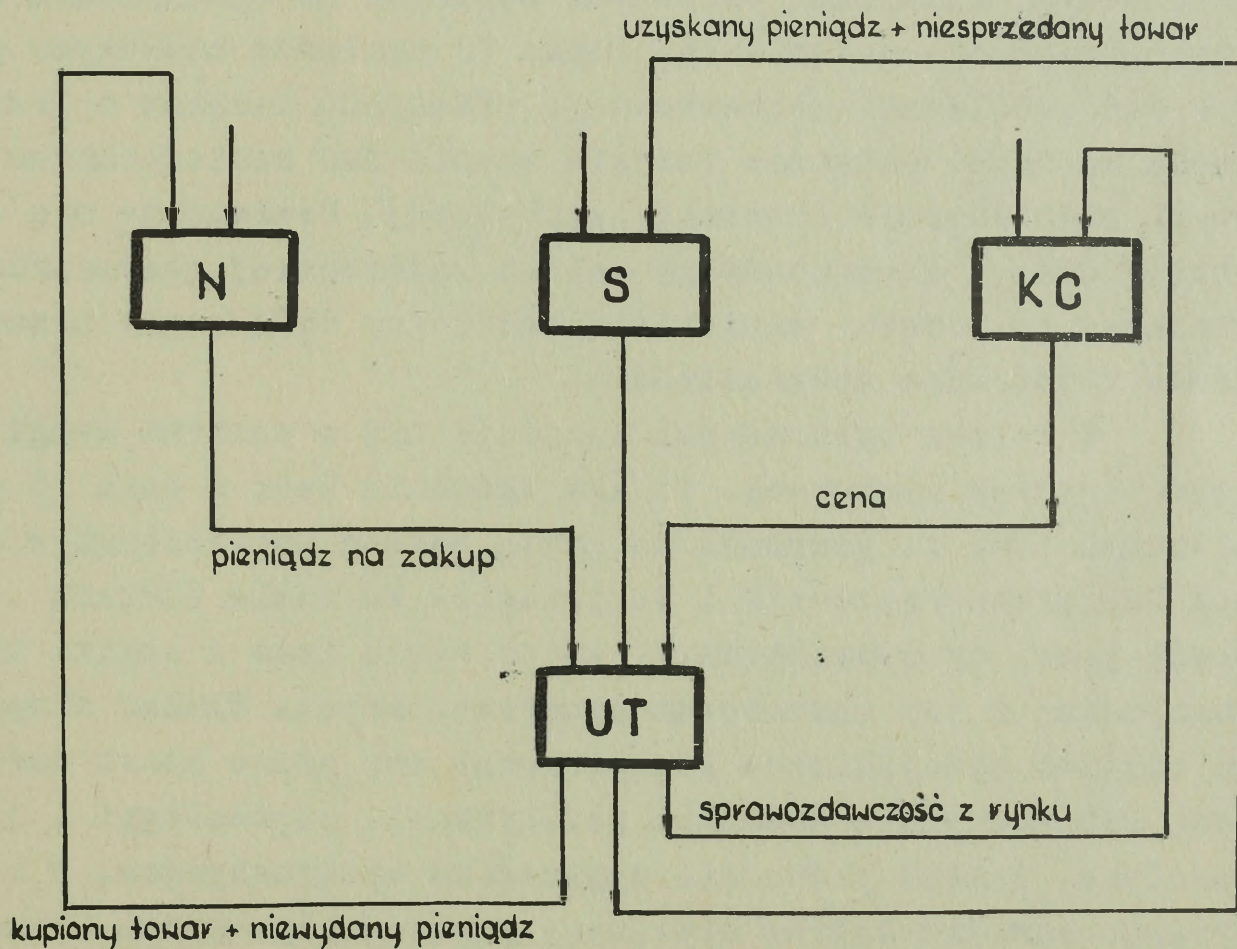 uzyskany pieniądz + niesprzedany towar
N
S
KC
cena
pieniądz na zakup
UT
sprawozdawczość z rynku
kupiony towar + niewydany pieniądz